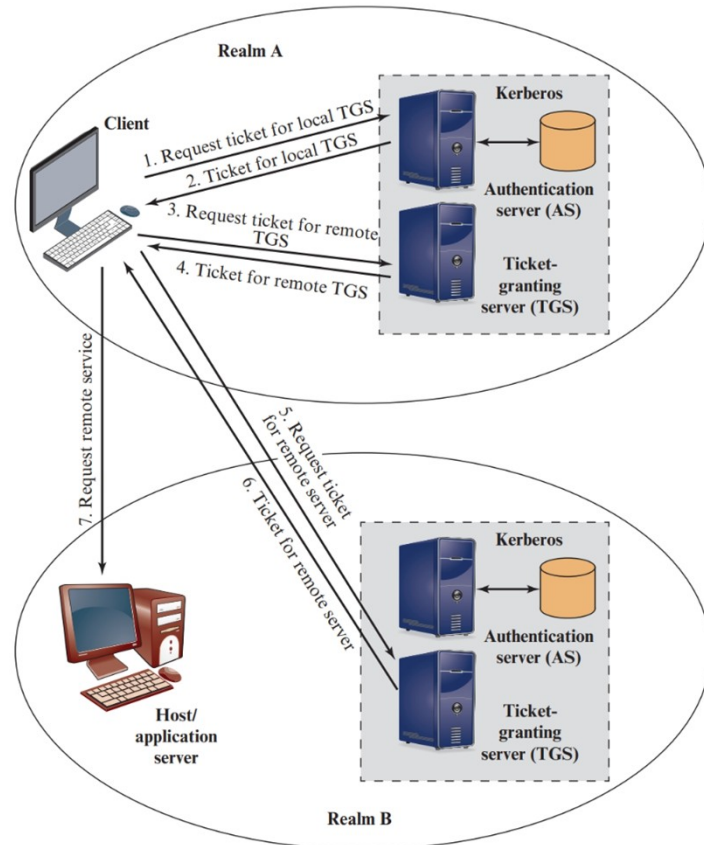 Realm A
Client
Kerberos
1. Request ticket for local TGS
2. Ticket for local TGS
Authentication
server (AS)
3. Request ticket for remote
TGS
4. Ticket for remote TGS
Ticket-
granting
server (TGS)
7. Request remote service
5. Request ticket
for remote server
6. Ticket for remote server
Kerberos
Authentication
server (AS)
Host/
application
server
Ticket-
granting
server (TGS)
Realm B